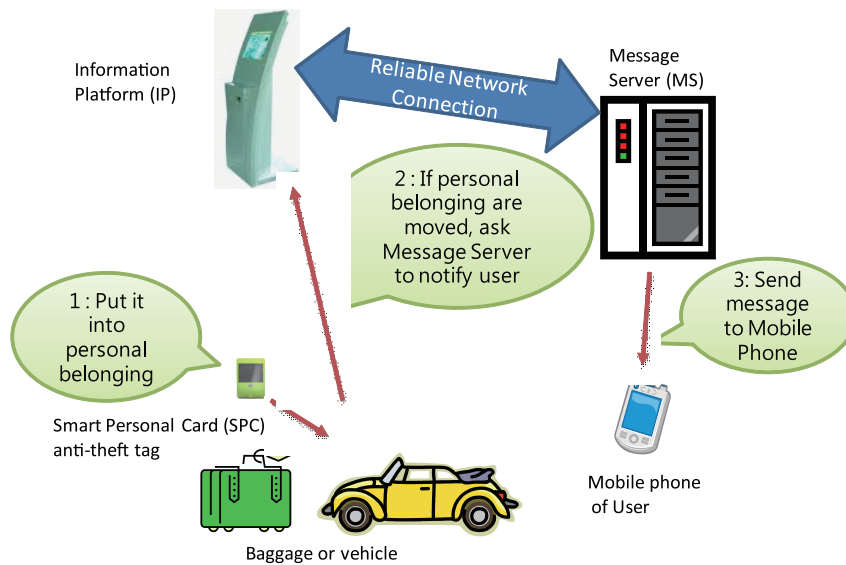 Information
Platform (IP)
Reliable Network
Connection
Message
Server (MS)
2 : If personal
belonging are
moved, ask
Message Server
to notify user
1 : Put it
into
personal
belonging
3: Send
message
to Mobile
Phone
Smart Personal Card (SPC)
anti-theft tag
Mobile phone
of User
Baggage or vehicle